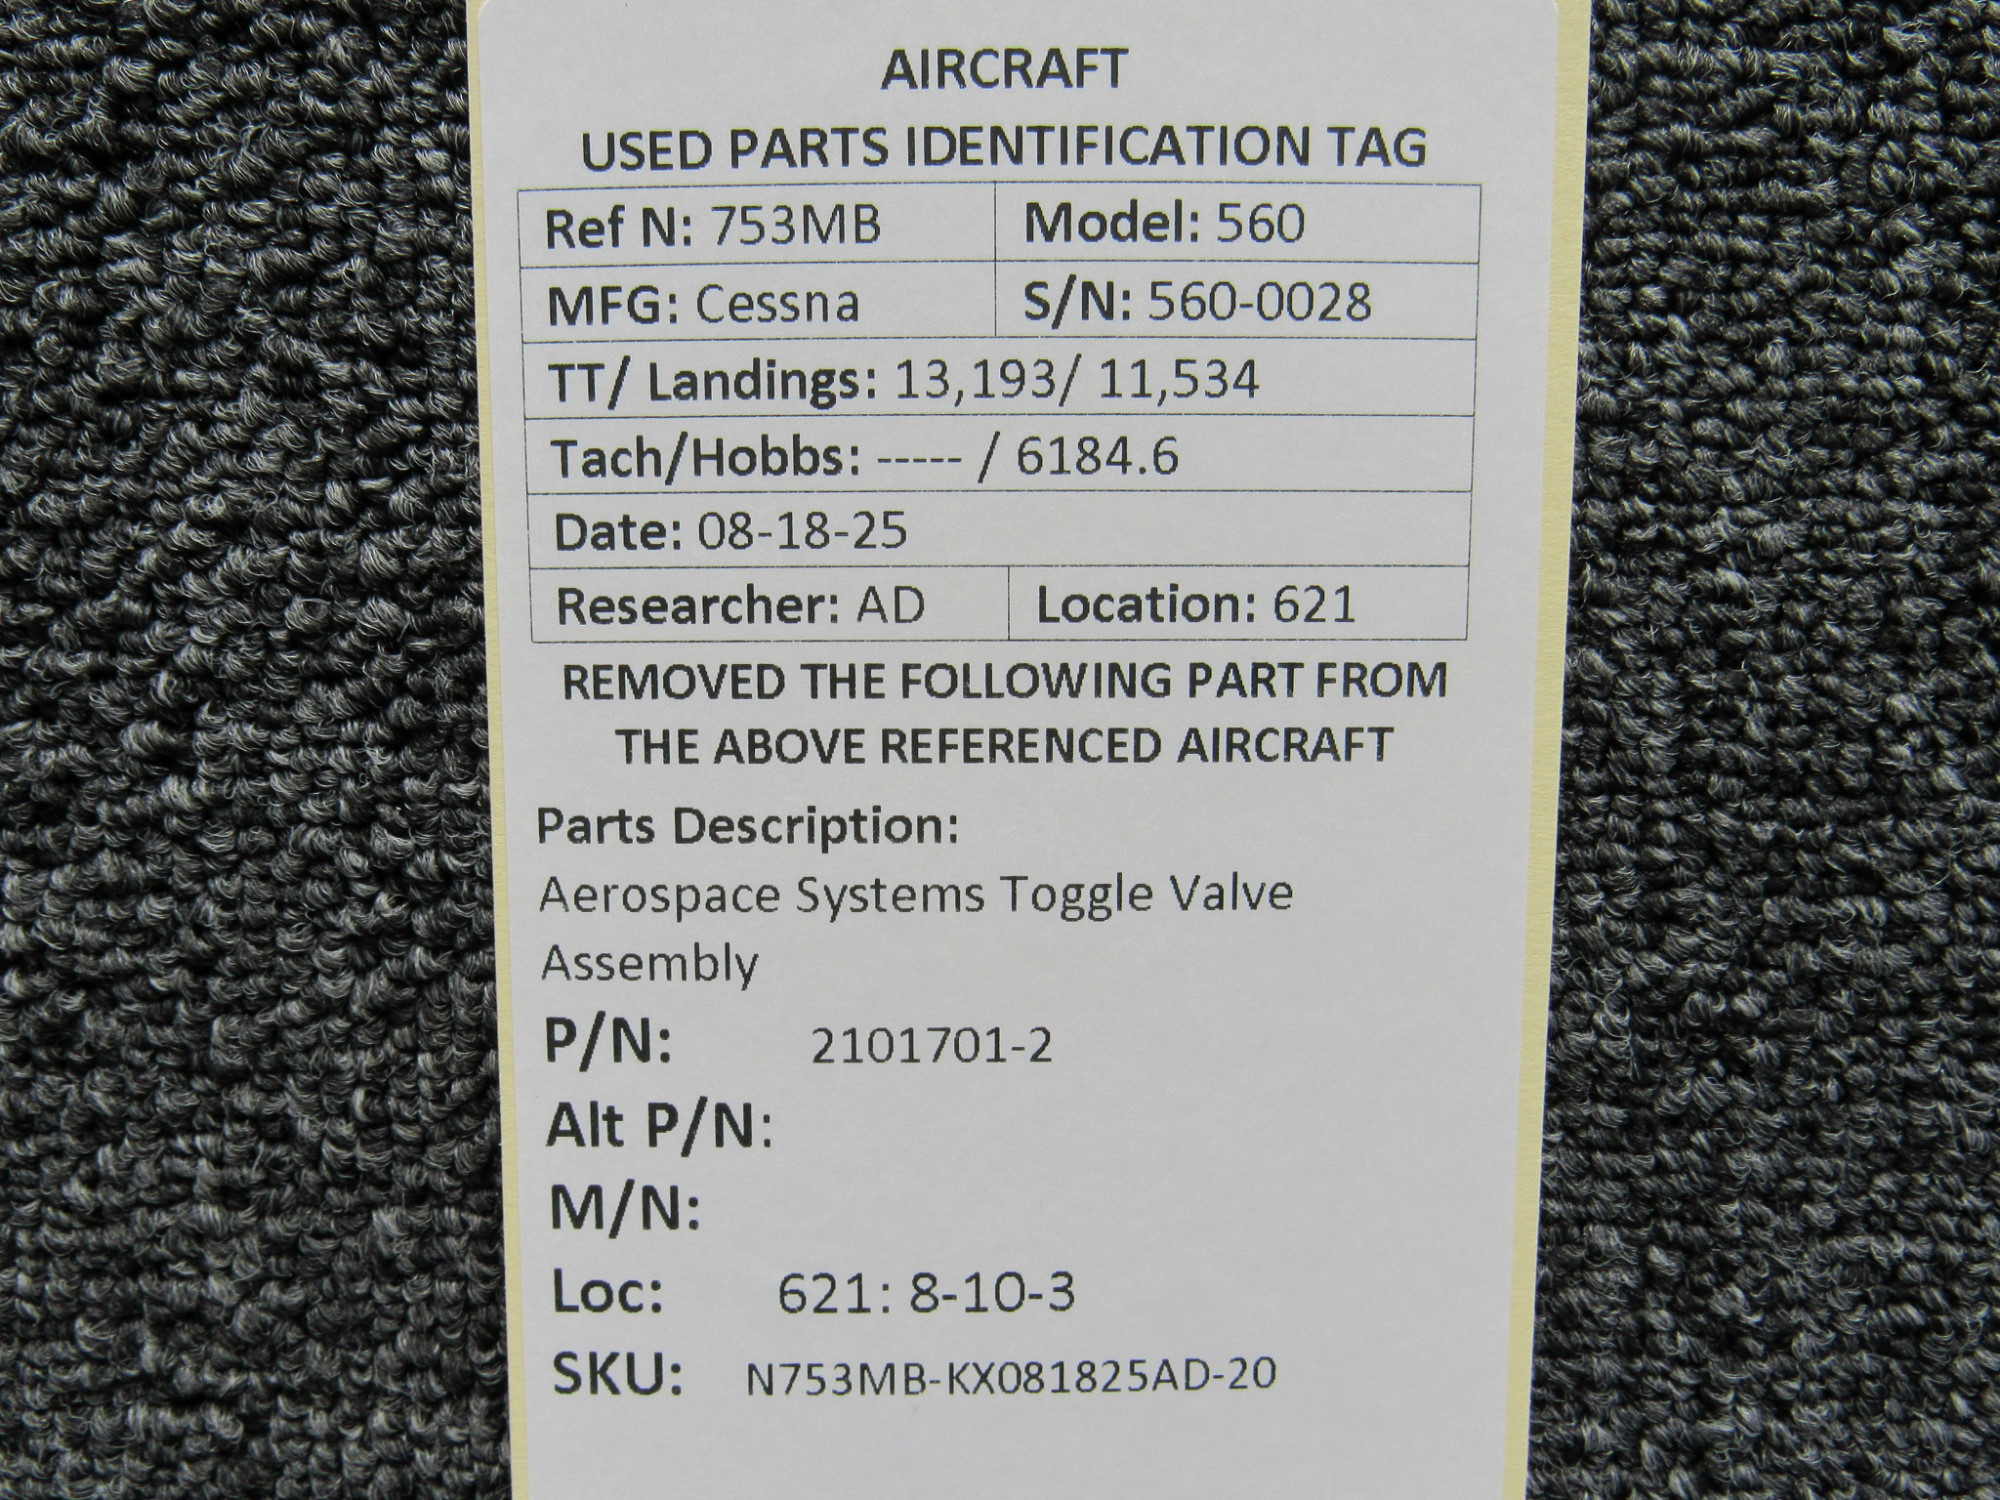 AIRCRAFT
USED PARTS IDENTIFICATION TAG
Ref N: 753MB Model: 560
MFG: Cessna S/N: 560-0028
TT/ Landings: 13,193/ 11,534
Tach/Hobbs: ----- / 6184.6
Date: 08-18-25
Researcher: AD Location: 621
REMOVED THE FOLLOWING PART FROM
THE ABOVE REFERENCED AIRCRAFT
Parts Description:
Aerospace Systems Toggle Valve
Assembly
P/N: 2101701-2
Alt P/N:
M/N:
Loc: 621: 8-10-3
SKU: N753MB-KX081825AD-20